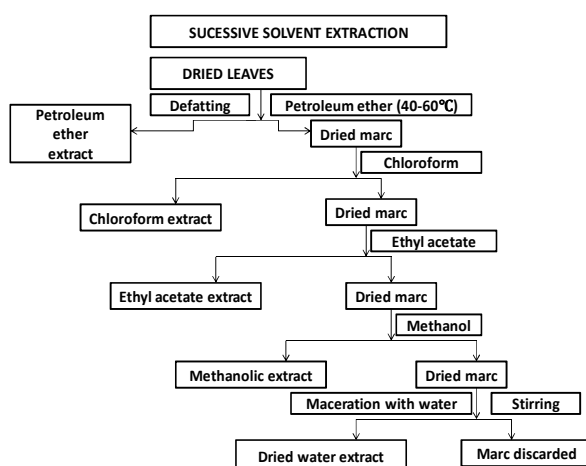 SUCESSIVE SOLVENT EXTRACTION
DRIED LEAVES
Defatting
Petroleum ether (40-60℃)
Petroleum
ether
extract
Dried marc
Chloroform
Chloroform extract
Dried marc
Ethyl acetate
Ethyl acetate extract
Dried marc
Methanol
Methanolic extract
Dried marc
Maceration with water
Stirring
Dried water extract
Marc discarded